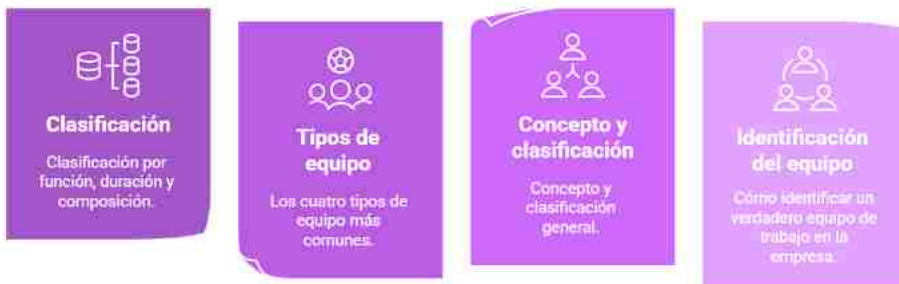 Clasificación
Clasificación por
función, duración y
composición.
Tipos de
equipo
Los cuatro tipos de
equipo más
comunes.
Concepto y
clasificación
Concepto y
clasificación
general.
Identificación
del equipo
Cómo identificar un
verdadero equipo de
trabajo en la
empresa.